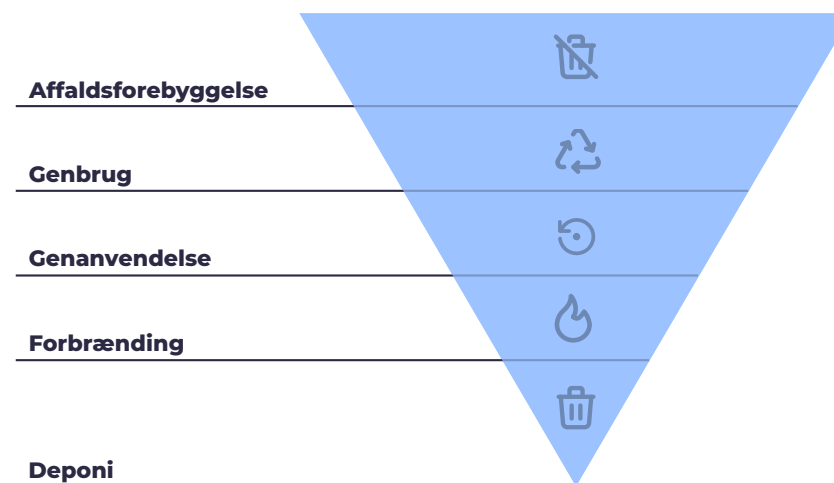 Affaldsforebyggelse
Genbrug
Genanvendelse
Forbrænding
Deponi